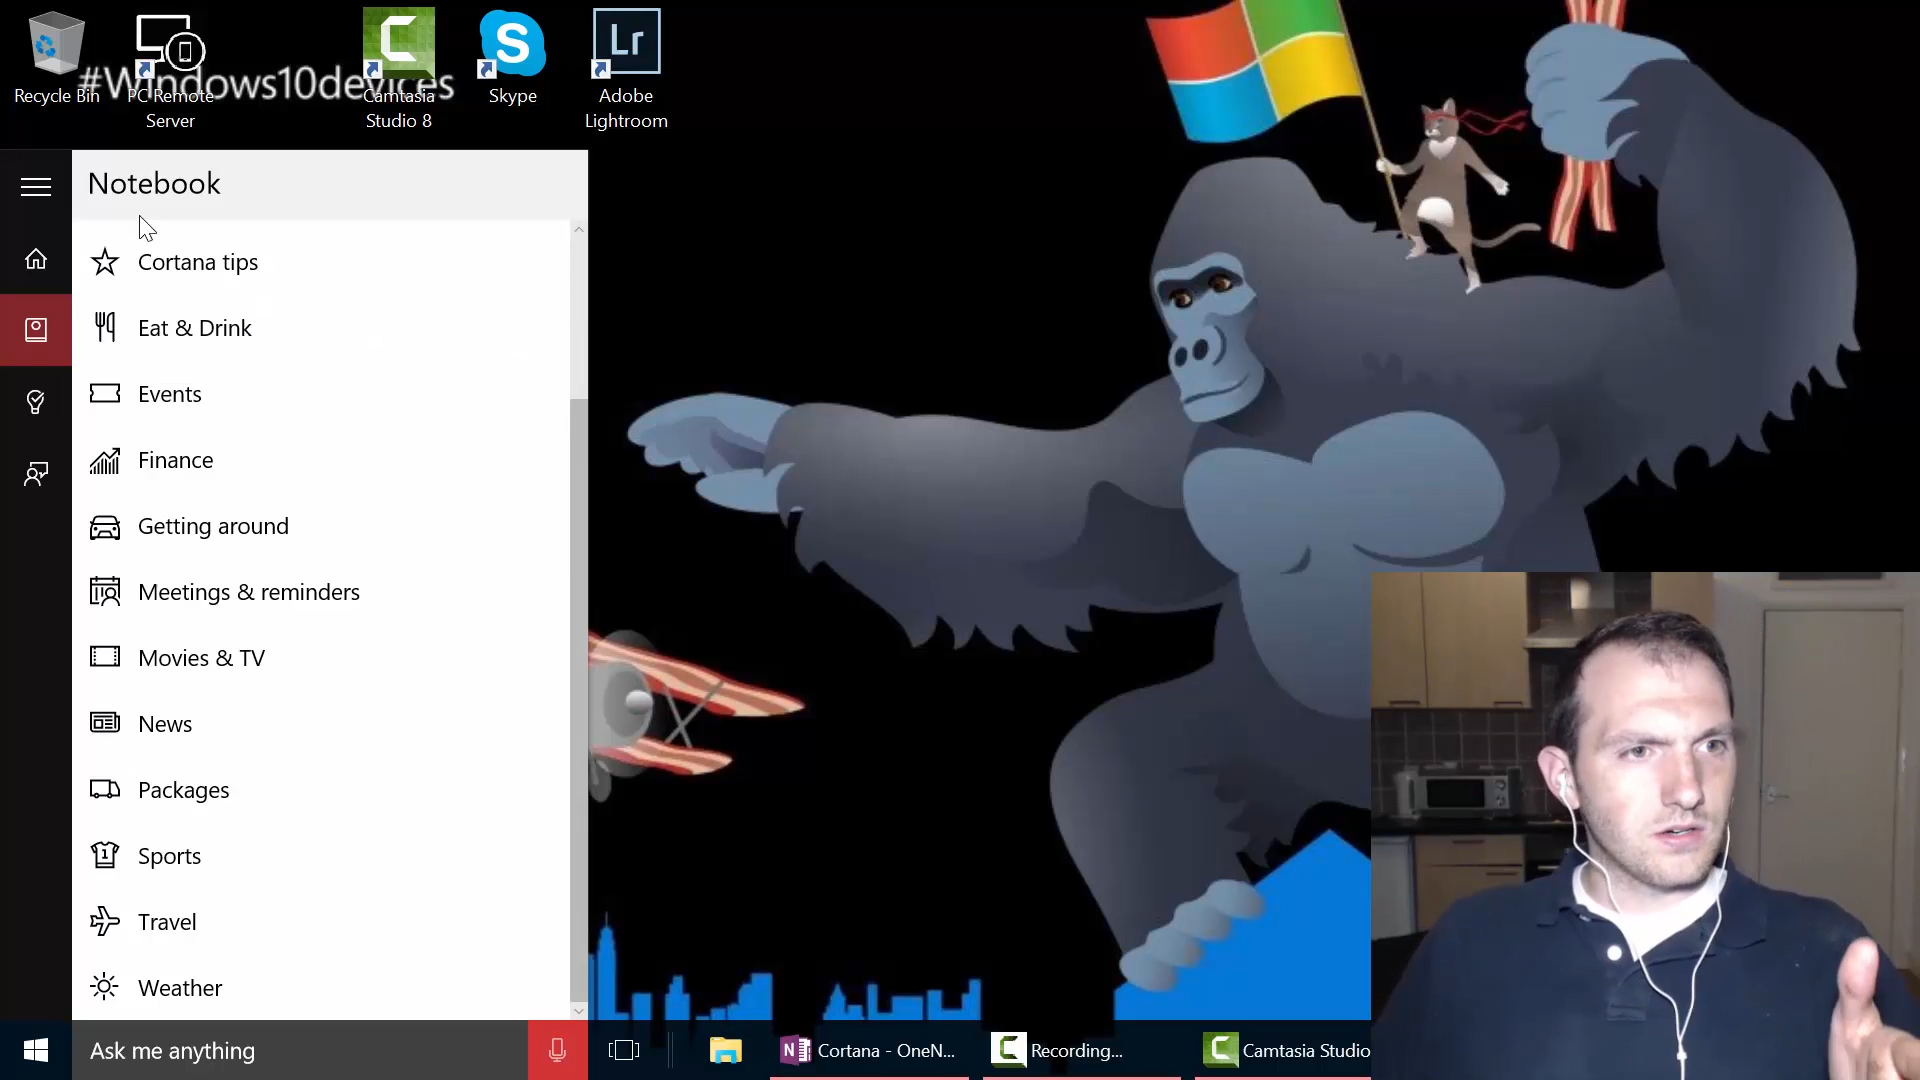 #Windows10devices
Recycle Bin
PC Remote
Server
Camtasia
Studio 8
Skype
Lr
Adobe
Lightroom
Notebook
Cortana tips
Eat & Drink
Events
Finance
Getting around
Meetings & reminders
Movies & TV
News
Packages
Sports
Travel
Weather
Ask me anything
Cortana - OneN...
Recording...
Camtasia Studio